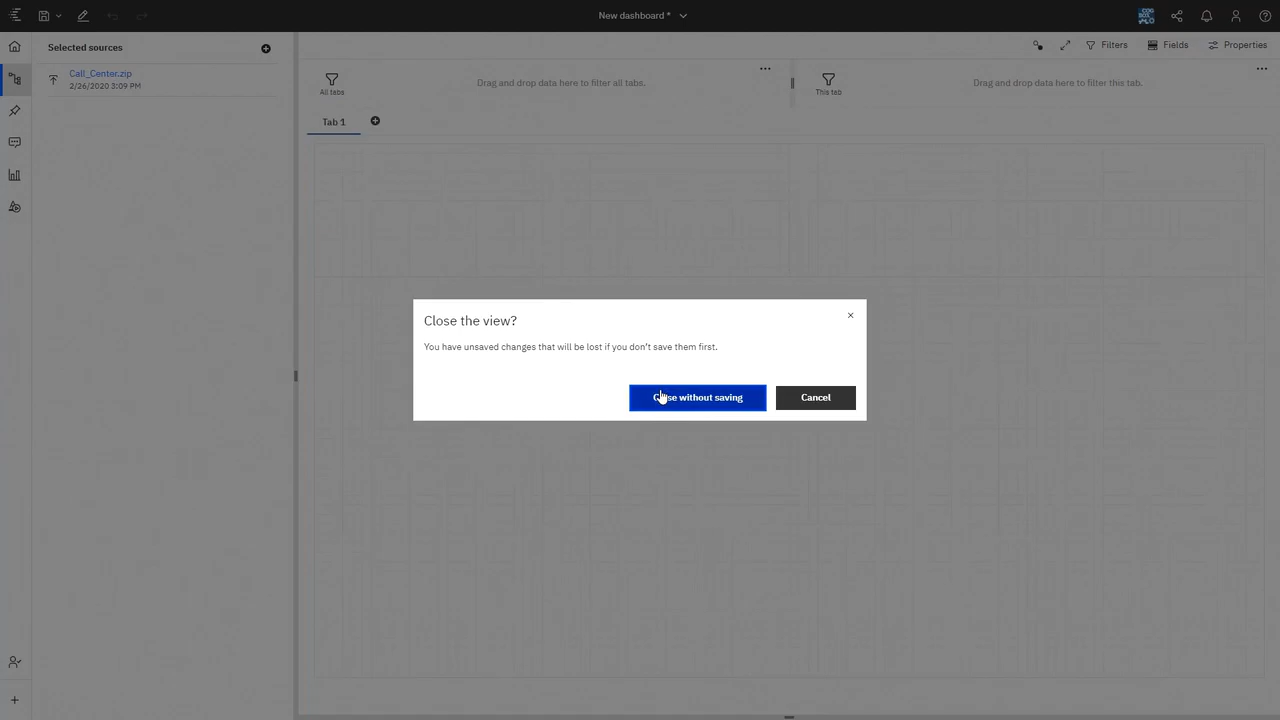 New dashboard *
Selected sources
Filters
Fields
Properties
Call_Center.zip
2/26/2020 3:09 PM
All tabs
Drag and drop data here to filter all tabs.
This tab
Drag and drop data here to filter this tab.
Tab 1
Close the view?
You have unsaved changes that will be lost if you don't save them first.
Close without saving
Cancel